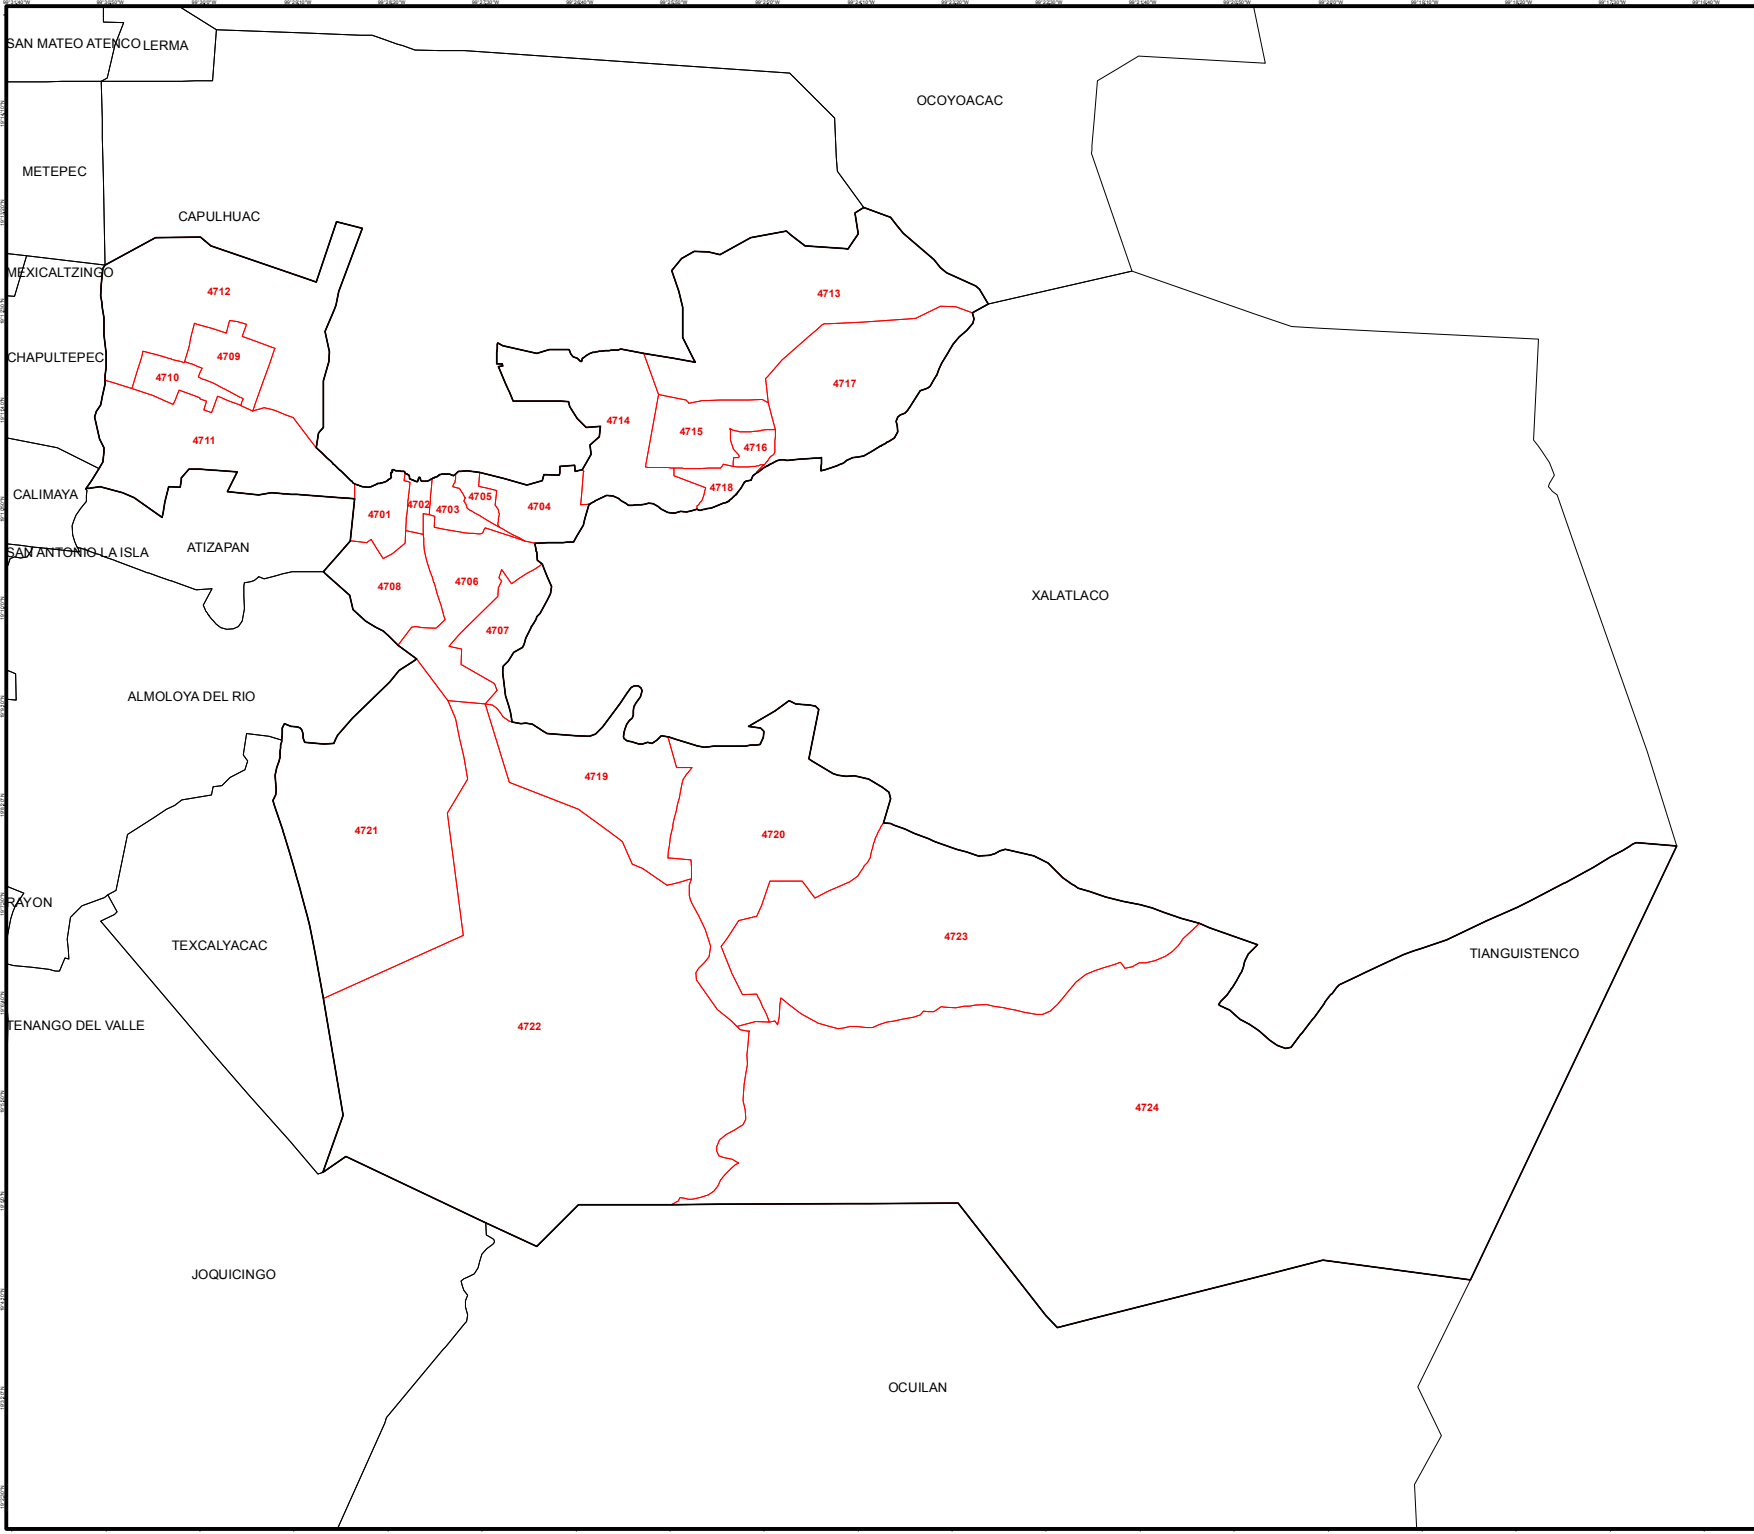 SAN MATEO ATENCO
LERMA
OCOYOACAC
METEPEC
CAPULHUAC
MEXICALTZINGO
4712
4713
CHAPULTEPEC
4709
4710
4717
4714
4715
4711
4716
4718
CALIMAYA
4705
4702
4704
4703
4701
SAN ANTONIO LA ISLA
ATIZAPAN
4706
4708
XALATLACO
4707
ALMOLOYA DEL RIO
4719
4721
4720
RAYON
4723
TEXCALYACAC
TIANGUISTENCO
TENANGO DEL VALLE
4722
4724
JOQUICINGO
OCUILAN